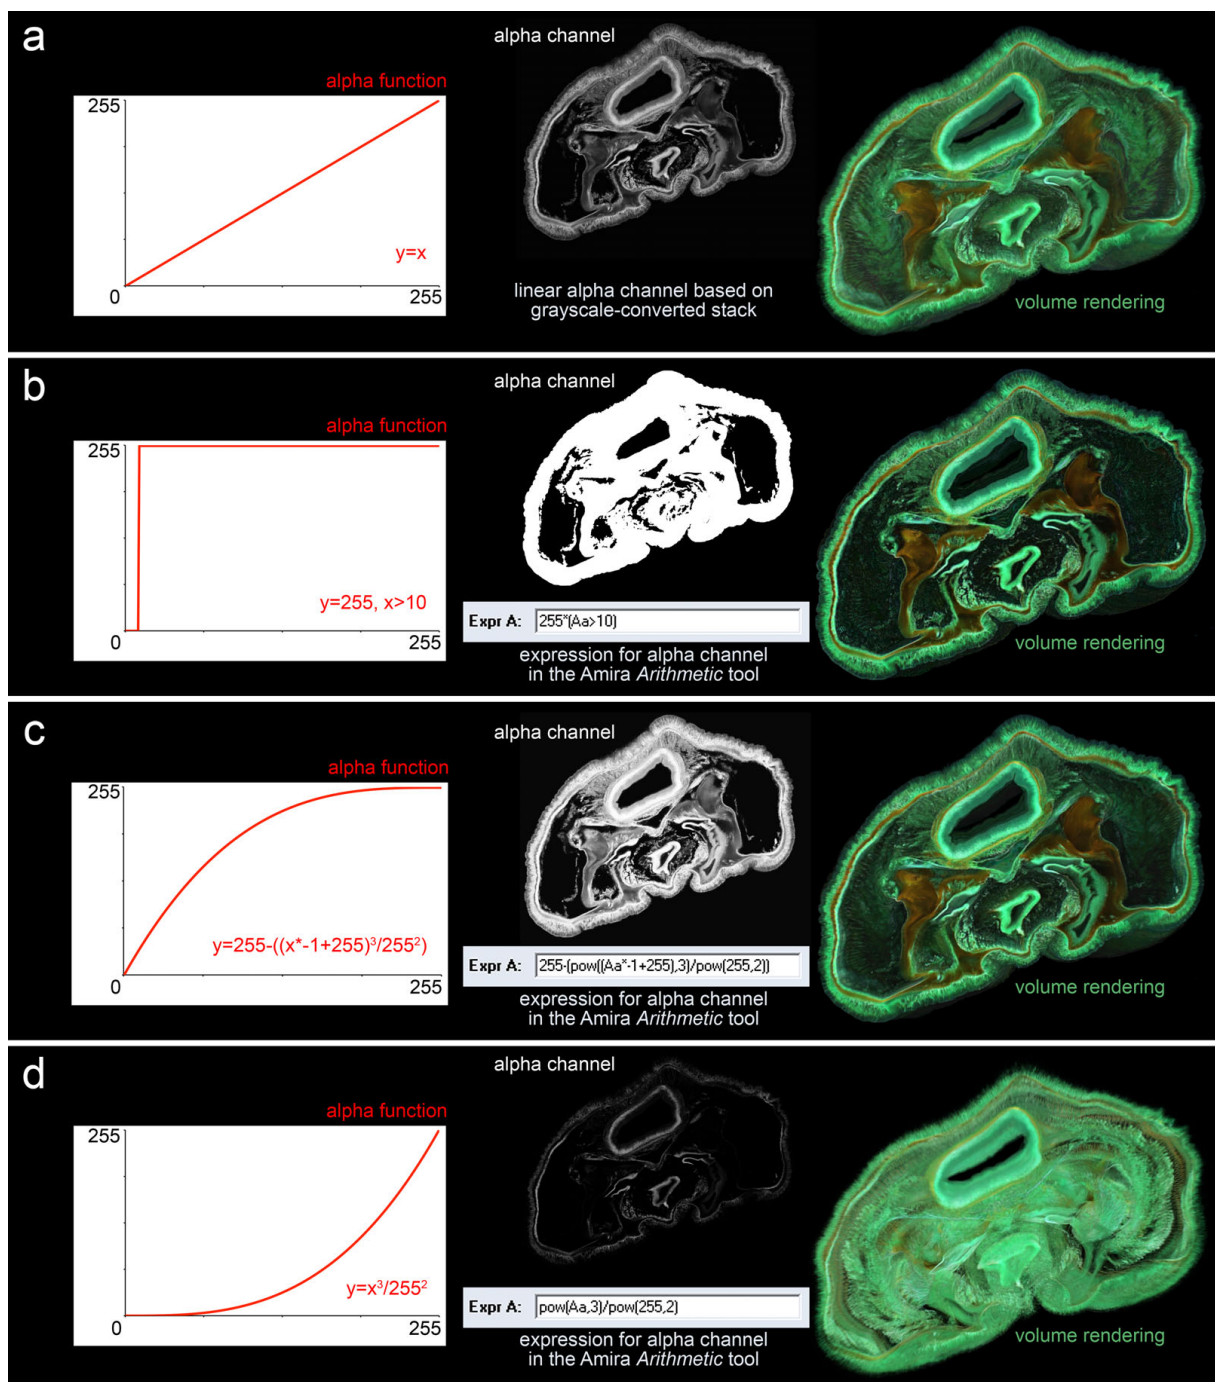 a
alpha function
255
y=x
0
255
alpha channel
linear alpha channel based on
grayscale-converted stack
volume rendering
b
alpha function
255
y=255, x>10
0
255
alpha channel
Expr A: 255*(Aa>10)
expression for alpha channel
in the Amira Arithmetic tool
volume rendering
c
alpha function
255
y=255-((x*-1+255)³/255²)
0
255
alpha channel
Expr A: 255-(pow((Aa*-1+255),3)/pow(255,2))
expression for alpha channel
in the Amira Arithmetic tool
volume rendering
d
alpha function
255
y=x³/255²
0
255
alpha channel
Expr A: pow(Aa,3)/pow(255,2)
expression for alpha channel
in the Amira Arithmetic tool
volume rendering